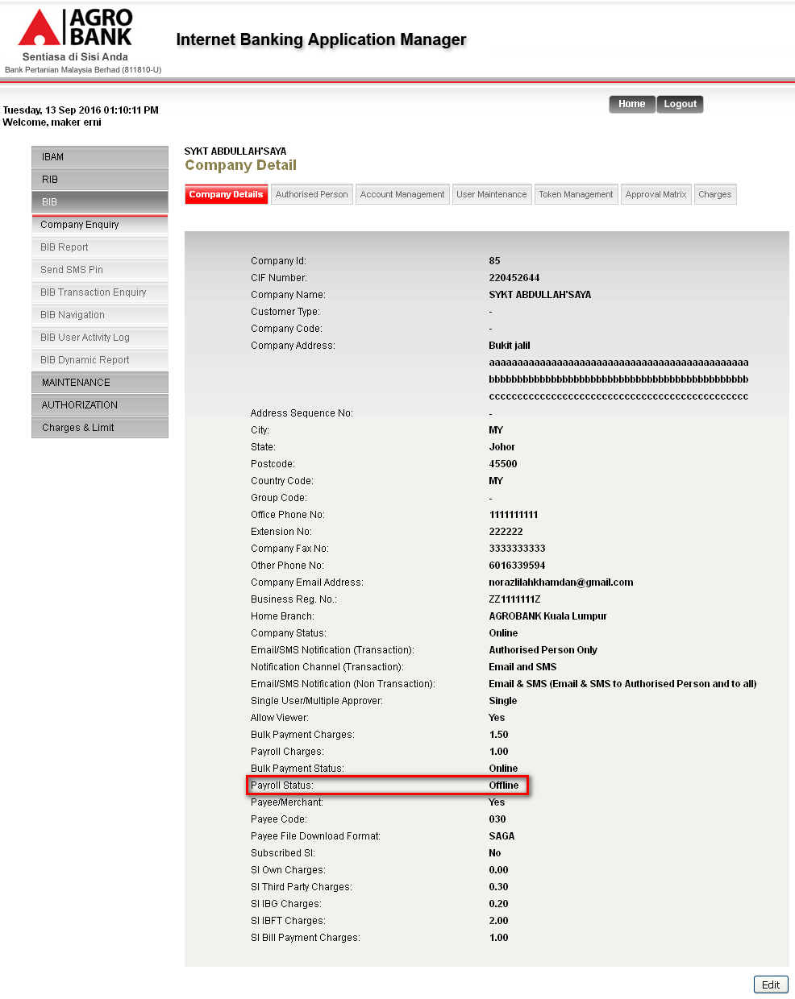 AGRO
BANK
Sentiasa di Sisi Anda
Bank Pertanian Malaysia Berhad (811810-U)
Internet Banking Application Manager
Tuesday, 13 Sep 2016 01:10:11 PM
Welcome, maker erni
Home Logout
IBAM
RIB
BIB
Company Enquiry
BIB Report
Send SMS Pin
BIB Transaction Enquiry
BIB Navigation
BIB User Activity Log
BIB Dynamic Report
MAINTENANCE
AUTHORIZATION
Charges & Limit
SYKT ABDULLAH'SAYA
Company Detail
Company Details Authorised Person Account Management User Maintenance Token Management Approval Matrix Charges
Company Id: 85
CIF Number: 220452644
Company Name: SYKT ABDULLAH'SAYA
Customer Type: -
Company Code: -
Company Address: Bukit jalil
aaaaaaaaaaaaaaaaaaaaaaaaaaaaaaaaaaaaaaaaaaaaaa
bbbbbbbbbbbbbbbbbbbbbbbbbbbbbbbbbbbbbbbbbbbbbb
cccccccccccccccccccccccccccccccccccccccccccccc
Address Sequence No: -
City: MY
State: Johor
Postcode: 45500
Country Code: MY
Group Code: -
Office Phone No: 1111111111
Extension No: 222222
Company Fax No: 3333333333
Other Phone No: 6016339594
Company Email Address: norazlilahkhamdan@gmail.com
Business Reg. No.: ZZ1111111Z
Home Branch: AGROBANK Kuala Lumpur
Company Status: Online
Email/SMS Notification (Transaction): Authorised Person Only
Notification Channel (Transaction): Email and SMS
Email/SMS Notification (Non Transaction): Email & SMS (Email & SMS to Authorised Person and to all)
Single User/Multiple Approver: Single
Allow Viewer: Yes
Bulk Payment Charges: 1.50
Payroll Charges: 1.00
Bulk Payment Status: Online
Payroll Status: Offline
Payee/Merchant: Yes
Payee Code: 030
Payee File Download Format: SAGA
Subscribed SI: No
SI Own Charges: 0.00
SI Third Party Charges: 0.30
SI IBG Charges: 0.20
SI IBFT Charges: 2.00
SI Bill Payment Charges: 1.00
Edit